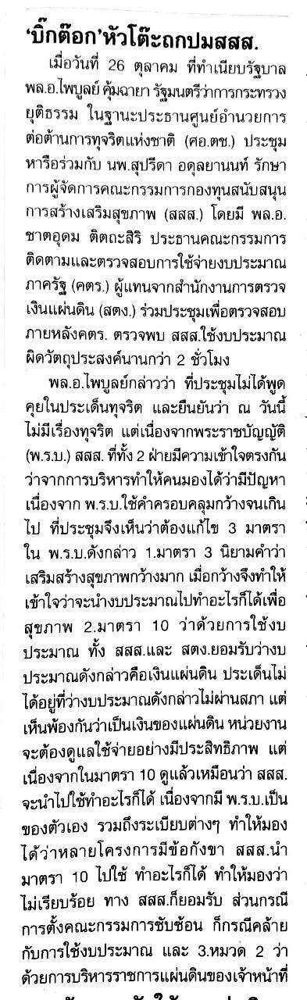 'บิ๊กต๊อก'หัวโต๊ะถกปมสสส.
เมื่อวันที่ 26 ตุลาคม ที่ทำเนียบรัฐบาล
พล.อ.ไพบูลย์ คุ้มฉายา รัฐมนตรีว่าการกระทรวง
ยุติธรรม ในฐานะประธานศูนย์อำนวยการ
ต่อต้านการทุจริตแห่งชาติ (ศอ.ตช.) ประชุม
หารือร่วมกับ นพ.สุปรีดา อดุลยานนท์ รักษา
การผู้จัดการคณะกรรมการกองทุนสนับสนุน
การสร้างเสริมสุขภาพ (สสส.) โดยมี พล.อ.
ชาตอุดม ติตถะสิริ ประธานคณะกรรมการ
ติดตามและตรวจสอบการใช้จ่ายงบประมาณ
ภาครัฐ (คตร.) ผู้แทนจากสำนักงานการตรวจ
เงินแผ่นดิน (สตง.) ร่วมประชุมเพื่อตรวจสอบ
ภายหลังคตร. ตรวจพบ สสส.ใช้งบประมาณ
ผิดวัตถุประสงค์นานกว่า 2 ชั่วโมง
พล.อ.ไพบูลย์กล่าวว่า ที่ประชุมไม่ได้พูด
คุยในประเด็นทุจริต และยืนยันว่า ณ วันนี้
ไม่มีเรื่องทุจริต แต่เนื่องจากพระราชบัญญัติ
(พ.ร.บ.) สสส. ที่ทั้ง 2 ฝ่ายมีความเข้าใจตรงกัน
ว่าจากการบริหารทำให้คนมองได้ว่ามีปัญหา
เนื่องจาก พ.ร.บ.ใช้คำครอบคลุมกว้างจนเกิน
ไป ที่ประชุมจึงเห็นว่าต้องแก้ไข 3 มาตรา
ใน พ.ร.บ.ดังกล่าว 1.มาตรา 3 นิยามคำว่า
เสริมสร้างสุขภาพกว้างมาก เมื่อกว้างจึงทำให้
เข้าใจว่าจะนำงบประมาณไปทำอะไรก็ได้เพื่อ
สุขภาพ 2.มาตรา 10 ว่าด้วยการใช้งบ
ประมาณ ทั้ง สสส.และ สตง.ยอมรับว่างบ
ประมาณดังกล่าวคือเงินแผ่นดิน ประเด็นไม่
ได้อยู่ที่ว่างบประมาณดังกล่าวไม่ผ่านสภา แต่
เห็นพ้องกันว่าเป็นเงินของแผ่นดิน หน่วยงาน
จะต้องดูแลใช้จ่ายอย่างมีประสิทธิภาพ แต่
เนื่องจากในมาตรา 10 ดูแล้วเหมือนว่า สสส.
จะนำไปใช้ทำอะไรก็ได้ เนื่องจากมี พ.ร.บ.เป็น
ของตัวเอง รวมถึงระเบียบต่างๆ ทำให้มอง
ได้ว่าหลายโครงการมีข้อกังขา สสส.นำ
มาตรา 10 ไปใช้ ทำอะไรก็ได้ ทำให้มองว่า
ไม่เรียบร้อย ทาง สสส.ก็ยอมรับ ส่วนกรณี
การตั้งคณะกรรมการซับซ้อน ก็กรณีคล้าย
กับการใช้งบประมาณ และ 3.หมวด 2 ว่า
ด้วยการบริหารราชการแผ่นดินของเจ้าหน้าที่